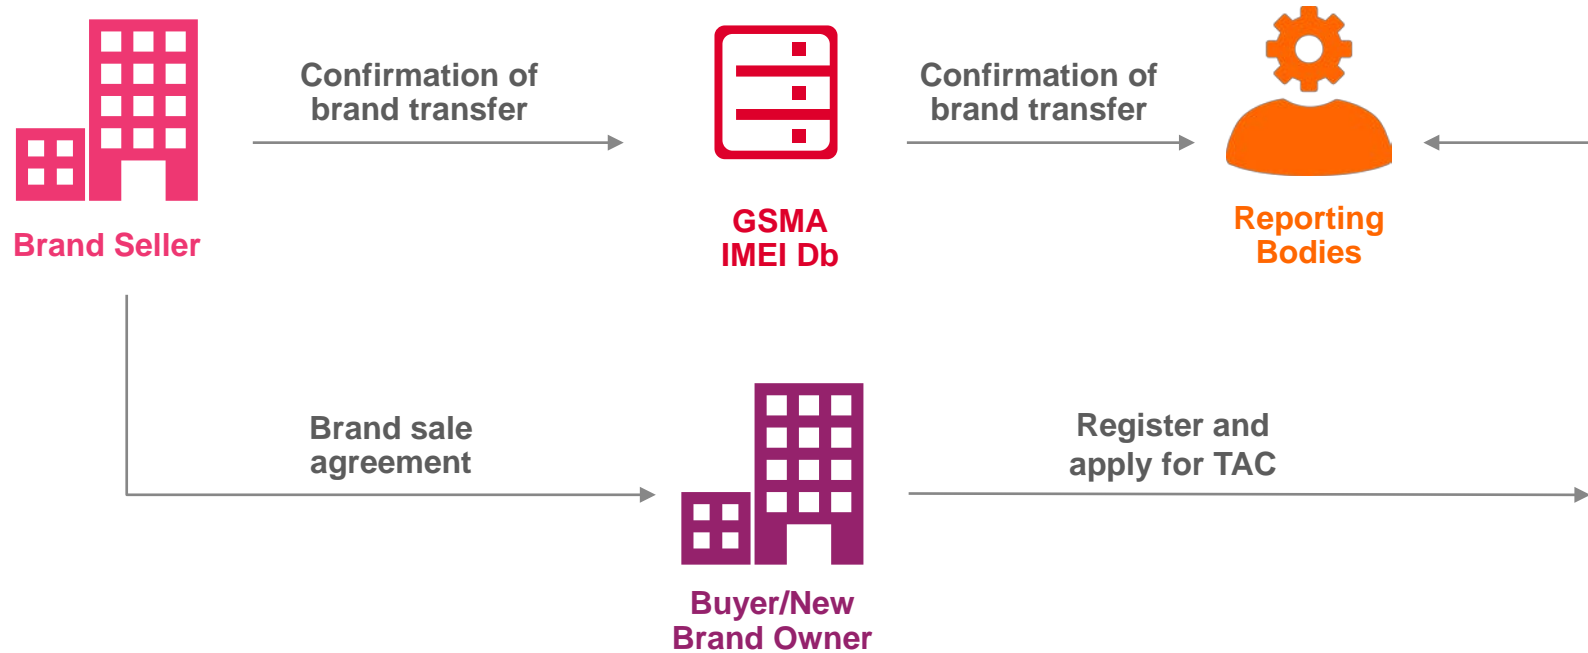 Confirmation of
brand transfer
Confirmation of
brand transfer
Brand Seller
GSMA
IMEI Db
Reporting
Bodies
Brand sale
agreement
Register and
apply for TAC
Buyer/New
Brand Owner